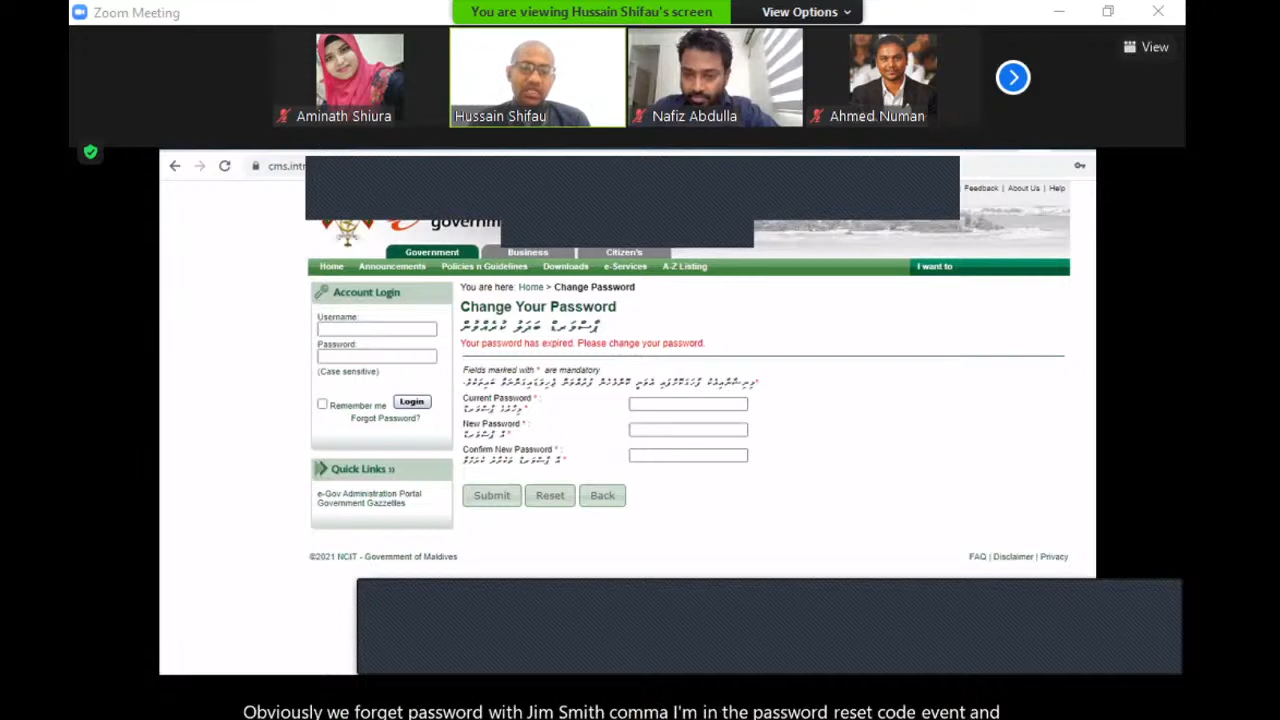 Zoom Meeting
You are viewing Hussain Shifau's screen
View Options
View
Aminath Shiura
Hussain Shifau
Nafiz Abdulla
Ahmed Numan
cms.intr
Feedback | About Us | Help
governm
Government
Business
Citizen's
Home
Announcements
Policies n Guidelines
Downloads
e-Services
A-Z Listing
I want to
Account Login
Username:
Password:
(Case sensitive)
Remember me
Login
Forgot Password?
Quick Links »
e-Gov Administration Portal
Government Gazzettes
You are here: Home > Change Password
Change Your Password
ޕާސްވަރޑް ބަދަލު ކުރެއްވުން
Your password has expired. Please change your password.
Fields marked with * are mandatory
Current Password * :
New Password * :
އާ ޕާސްވަރޑް *
Confirm New Password * :
Submit
Reset
Back
©2021 NCIT - Government of Maldives
FAQ | Disclaimer | Privacy
Obviously we forget password with Jim Smith comma I'm in the password reset code event and